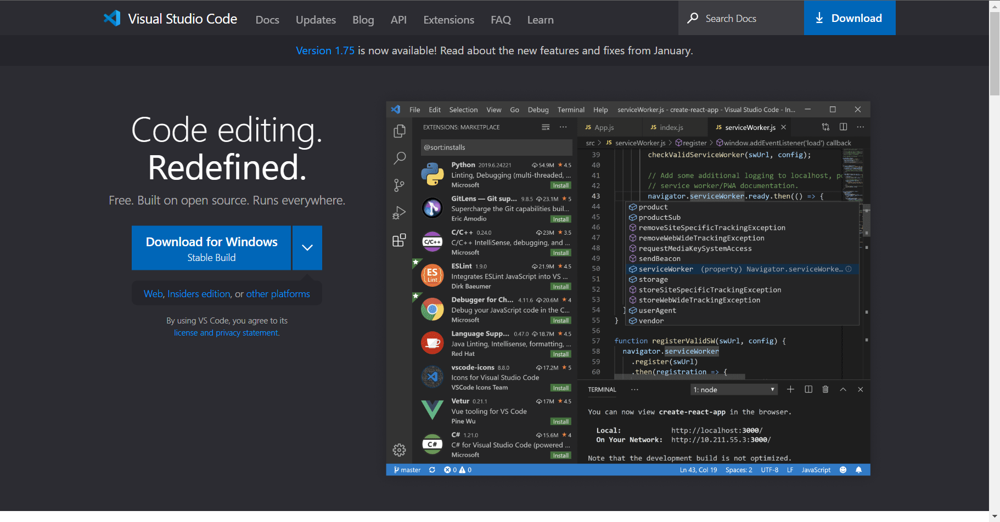 Visual Studio Code Docs Updates Blog API Extensions FAQ Learn Search Docs Download
Version 1.75 is now available! Read about the new features and fixes from January.
Code editing.
Redefined.
Free. Built on open source. Runs everywhere.
Download for Windows
Stable Build
Web, Insiders edition, or other platforms
By using VS Code, you agree to its
license and privacy statement.
File Edit Selection View Go Debug Terminal Help serviceWorker.js - create-react-app - Visual Studio Code - In...
EXTENSIONS: MARKETPLACE
@sort:installs
Python 2019.6.24221 54.9M 4.5
Linting, Debugging (multi-threaded, ...
Microsoft Install
GitLens — Git sup... 9.8.5 23.1M 5
Supercharge the Git capabilities buil...
Eric Amodio Install
C/C++
C/C++ 0.24.0 23M 3.5
C/C++ IntelliSense, debugging, and ...
Microsoft Install
ES
Lint
ESLint 1.9.0 21.9M 4.5
Integrates ESLint JavaScript into VS ...
Dirk Baeumer Install
Debugger for Ch... 4.11.6 20.6M 4
Debug your JavaScript code in the C...
Microsoft Install
Language Supp... 0.47.0 18.7M 4.5
Java Linting, Intellisense, formatting, ...
Red Hat Install
vscode-icons 8.8.0 17.2M 5
Icons for Visual Studio Code
VSCode Icons Team Install
Vetur 0.21.1 17M 4.5
Vue tooling for VS Code
Pine Wu Install
C#
C# 1.21.0 15.6M 4
C# for Visual Studio Code (powered ...
Microsoft Install
JS App.js JS index.js JS serviceWorker.js
src > JS serviceWorker.js > register > window.addEventListener('load') callback
39 checkValidServiceWorker(swUrl, config);
40
41 // Add some additional logging to localhost, p
42 // service worker/PWA documentation.
43 navigator.serviceWorker.ready.then(() => {
44 product
45 productSub
46 removeSiteSpecificTrackingException
47 removeWebWideTrackingException
48 requestMediaKeySystemAccess
49 sendBeacon
50 serviceWorker (property) Navigator.serviceWorke...
51 storage
52 storeSiteSpecificTrackingException
53 storeWebWideTrackingException
54 } userAgent
55 } vendor
56
57 function registerValidSW(swUrl, config) {
58 navigator.serviceWorker
59 .register(swUrl)
60 .then(registration => {
TERMINAL ... 1: node
You can now view create-react-app in the browser.
Local: http://localhost:3000/
On Your Network: http://10.211.55.3:3000/
Note that the development build is not optimized.
master 0 0 Ln 43, Col 19 Spaces: 2 UTF-8 LF JavaScript